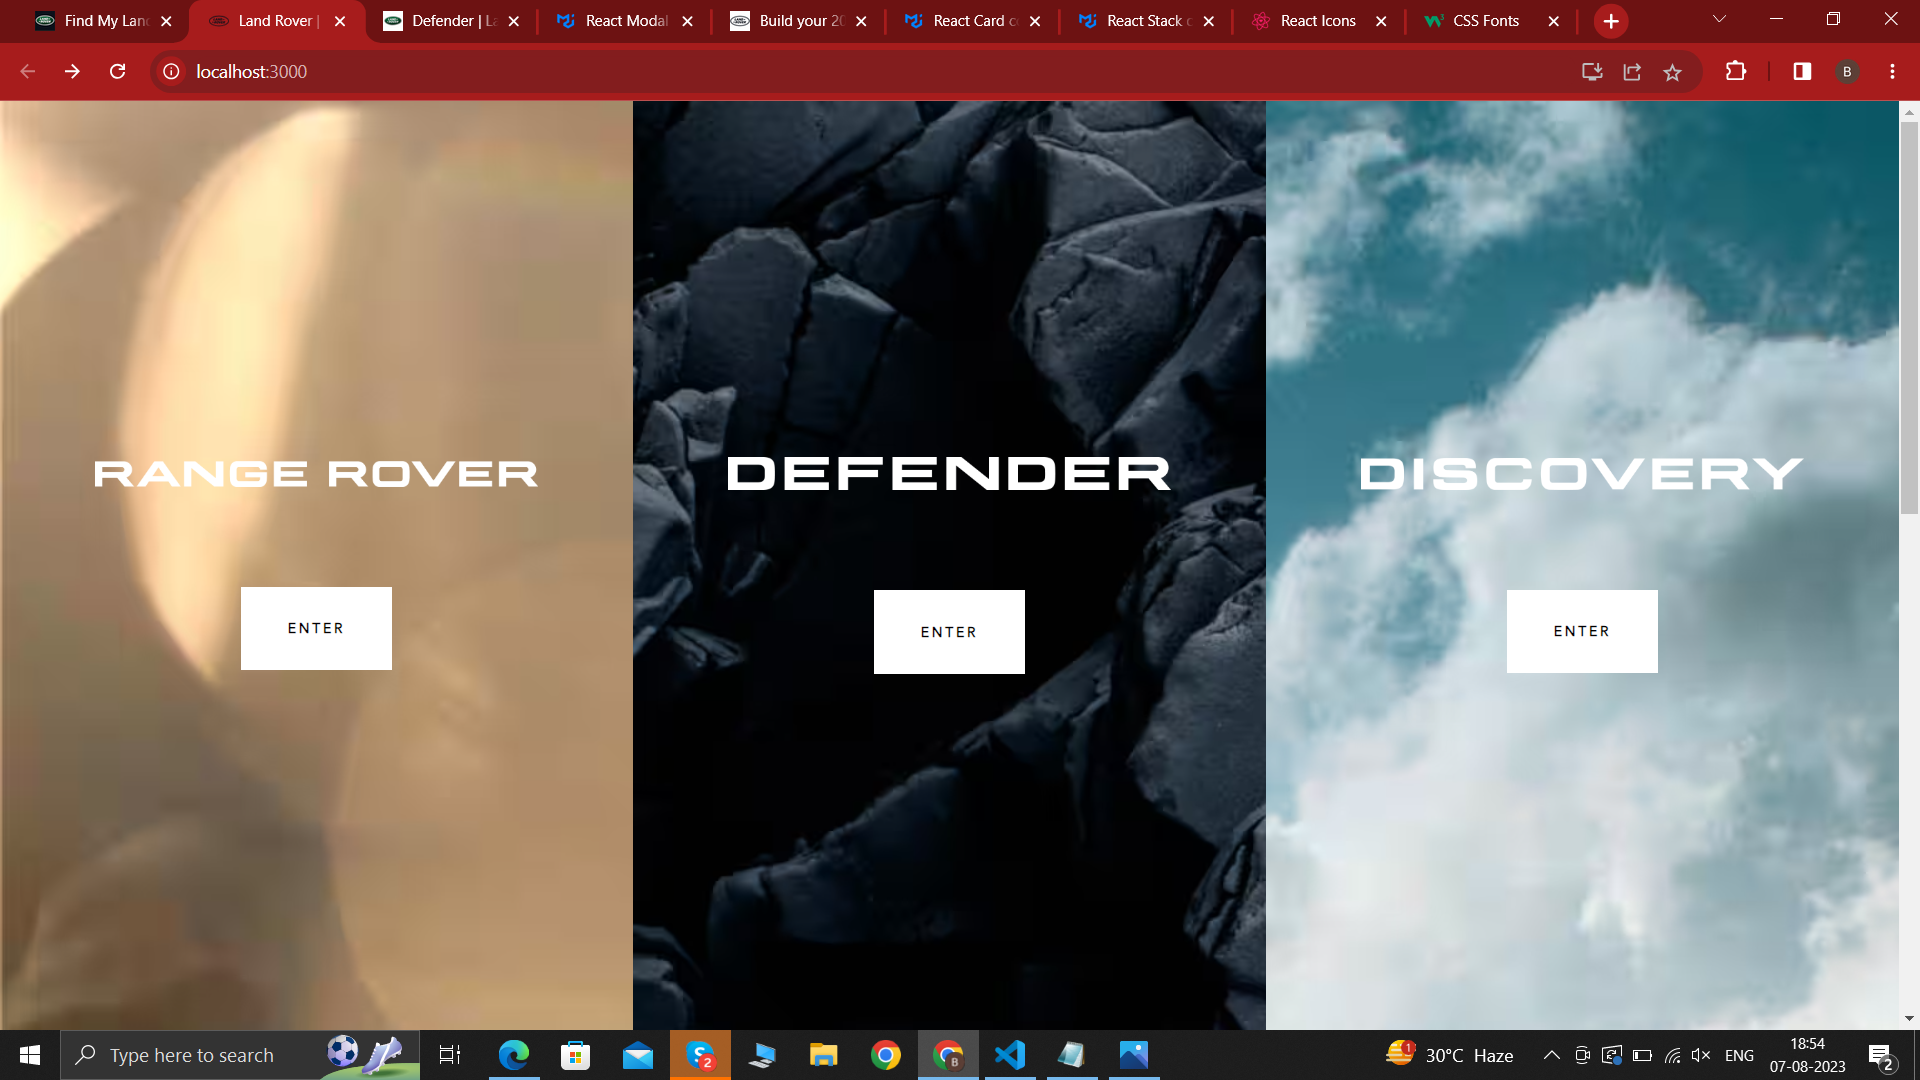 Find My Lan
Land Rover |
Defender | La
React Modal
Build your 20
React Card c
React Stack c
React Icons
CSS Fonts
localhost:3000
B
RANGE ROVER
DEFENDER
DISCOVERY
ENTER
ENTER
ENTER
Type here to search
2
B
1
30°C Haze
ENG
18:54
07-08-2023
2